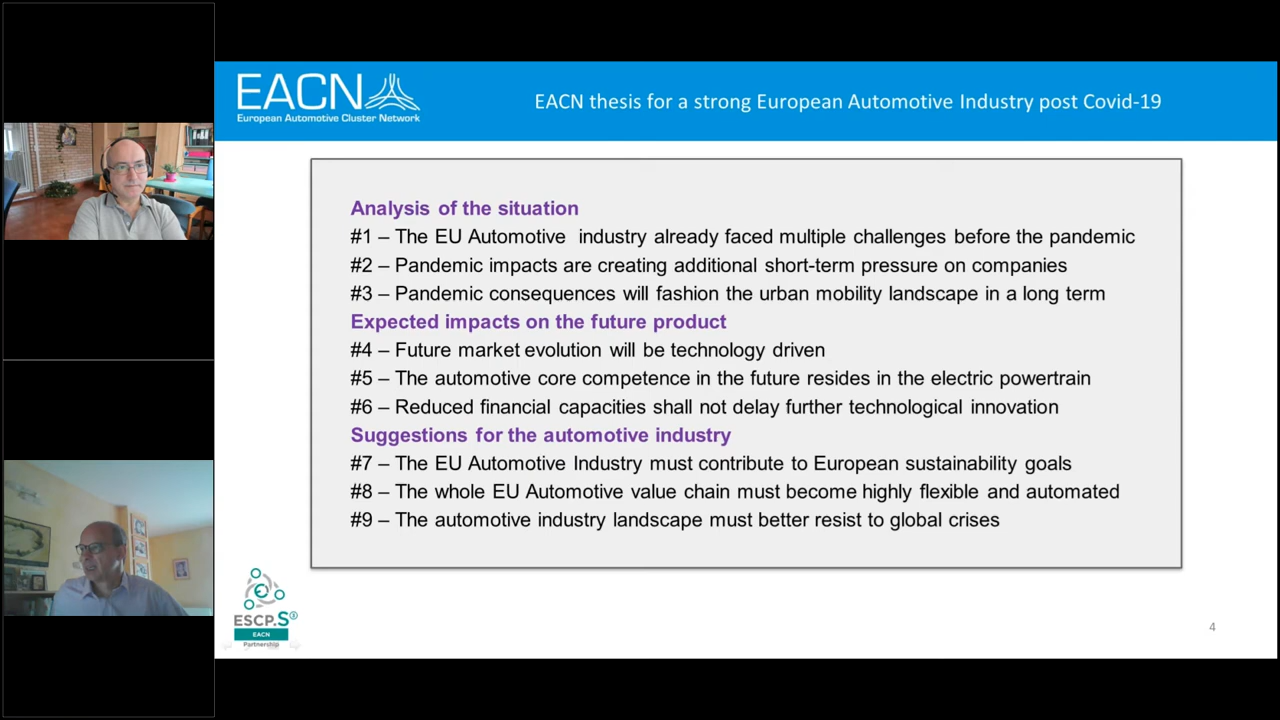 EACN
European Automotive Cluster Network
EACN thesis for a strong European Automotive Industry post Covid-19
Analysis of the situation
#1 – The EU Automotive industry already faced multiple challenges before the pandemic
#2 – Pandemic impacts are creating additional short-term pressure on companies
#3 – Pandemic consequences will fashion the urban mobility landscape in a long term
Expected impacts on the future product
#4 – Future market evolution will be technology driven
#5 – The automotive core competence in the future resides in the electric powertrain
#6 – Reduced financial capacities shall not delay further technological innovation
Suggestions for the automotive industry
#7 – The EU Automotive Industry must contribute to European sustainability goals
#8 – The whole EU Automotive value chain must become highly flexible and automated
#9 – The automotive industry landscape must better resist to global crises
ESCP.S
EACN
Partnership
4